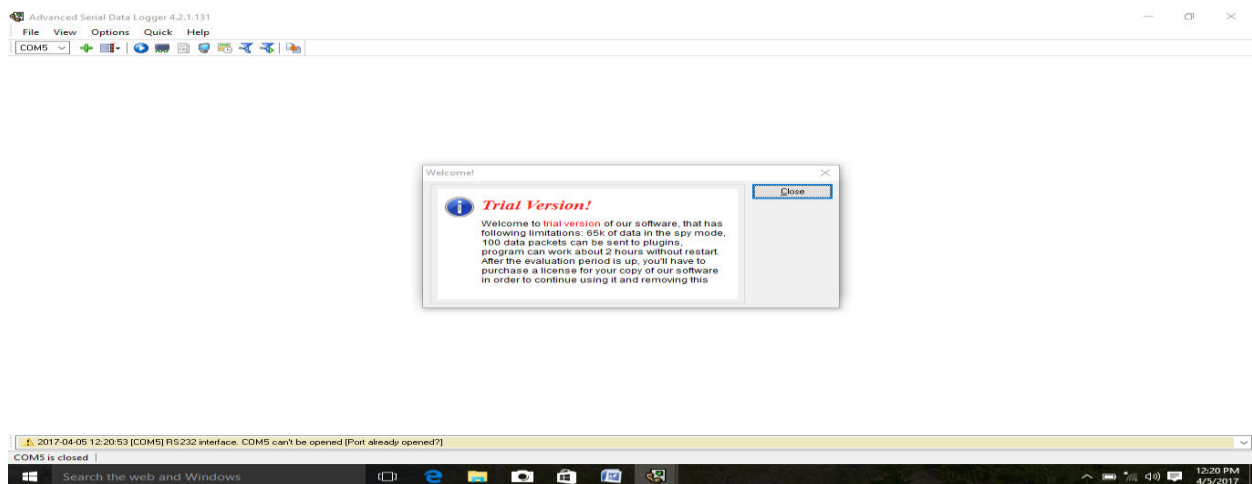 Advanced Serial Data Logger 4.2.1.131
File View Options Quick Help
COM5
Welcome!
Close
Trial Version!
Welcome to trial version of our software, that has
following limitations: 65k of data in the spy mode,
100 data packets can be sent to plugins,
program can work about 2 hours without restart.
After the evaluation period is up, you'll have to
purchase a license for your copy of our software
in order to continue using it and removing this
2017-04-05 12:20:53 [COM5] RS232 interface. COM5 can't be opened [Port already opened?]
COM5 is closed
Search the web and Windows
12:20 PM
4/5/2017